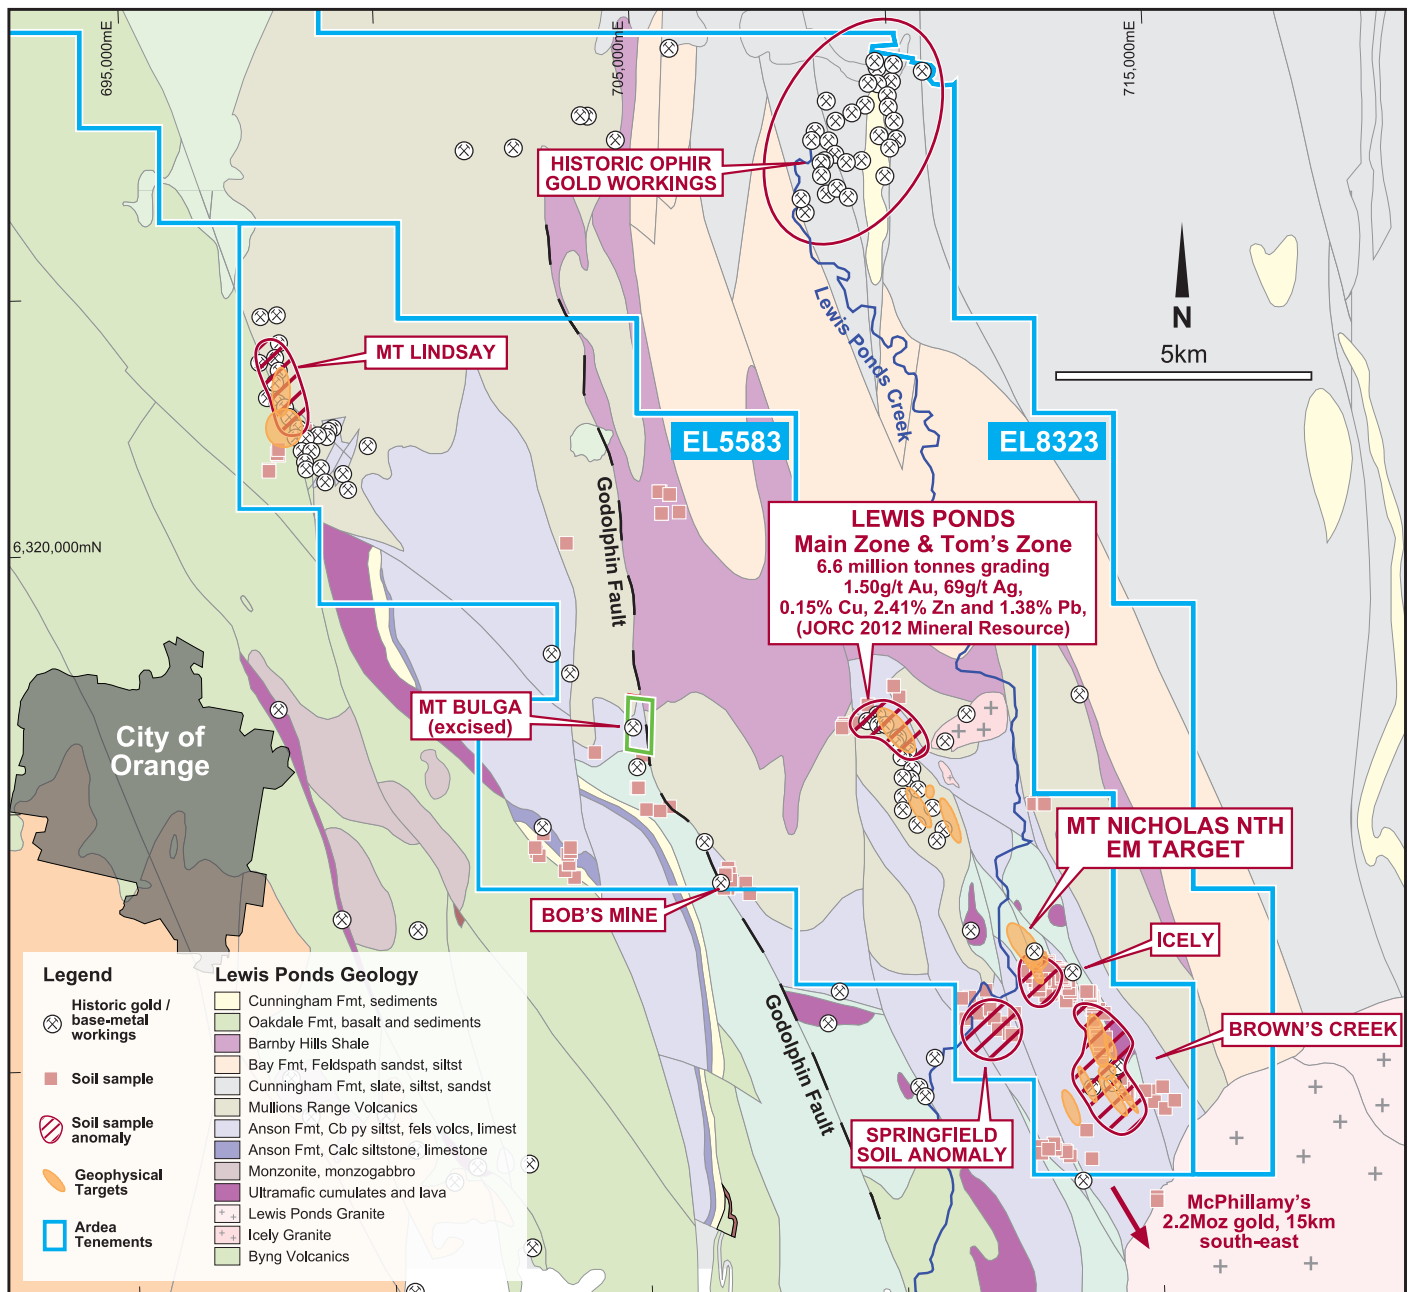 695,000mE
705,000mE
715,000mE
HISTORIC OPHIR
GOLD WORKINGS
N
5km
Lewis Ponds Creek
MT LINDSAY
EL5583
EL8323
Godolphin Fault
6,320,000mN
LEWIS PONDS
Main Zone & Tom's Zone
6.6 million tonnes grading
1.50g/t Au, 69g/t Ag,
0.15% Cu, 2.41% Zn and 1.38% Pb,
(JORC 2012 Mineral Resource)
MT BULGA
(excised)
City of
Orange
MT NICHOLAS NTH
EM TARGET
BOB'S MINE
ICELY
BROWN'S CREEK
Godolphin Fault
SPRINGFIELD
SOIL ANOMALY
McPhillamy's
2.2Moz gold, 15km
south-east
Legend
Historic gold /
base-metal
workings
Soil sample
Soil sample
anomaly
Geophysical
Targets
Ardea
Tenements
Lewis Ponds Geology
Cunningham Fmt, sediments
Oakdale Fmt, basalt and sediments
Barnby Hills Shale
Bay Fmt, Feldspath sandst, siltst
Cunningham Fmt, slate, siltst, sandst
Mullions Range Volcanics
Anson Fmt, Cb py siltst, fels volcs, limest
Anson Fmt, Calc siltstone, limestone
Monzonite, monzogabbro
Ultramafic cumulates and lava
Lewis Ponds Granite
Icely Granite
Byng Volcanics